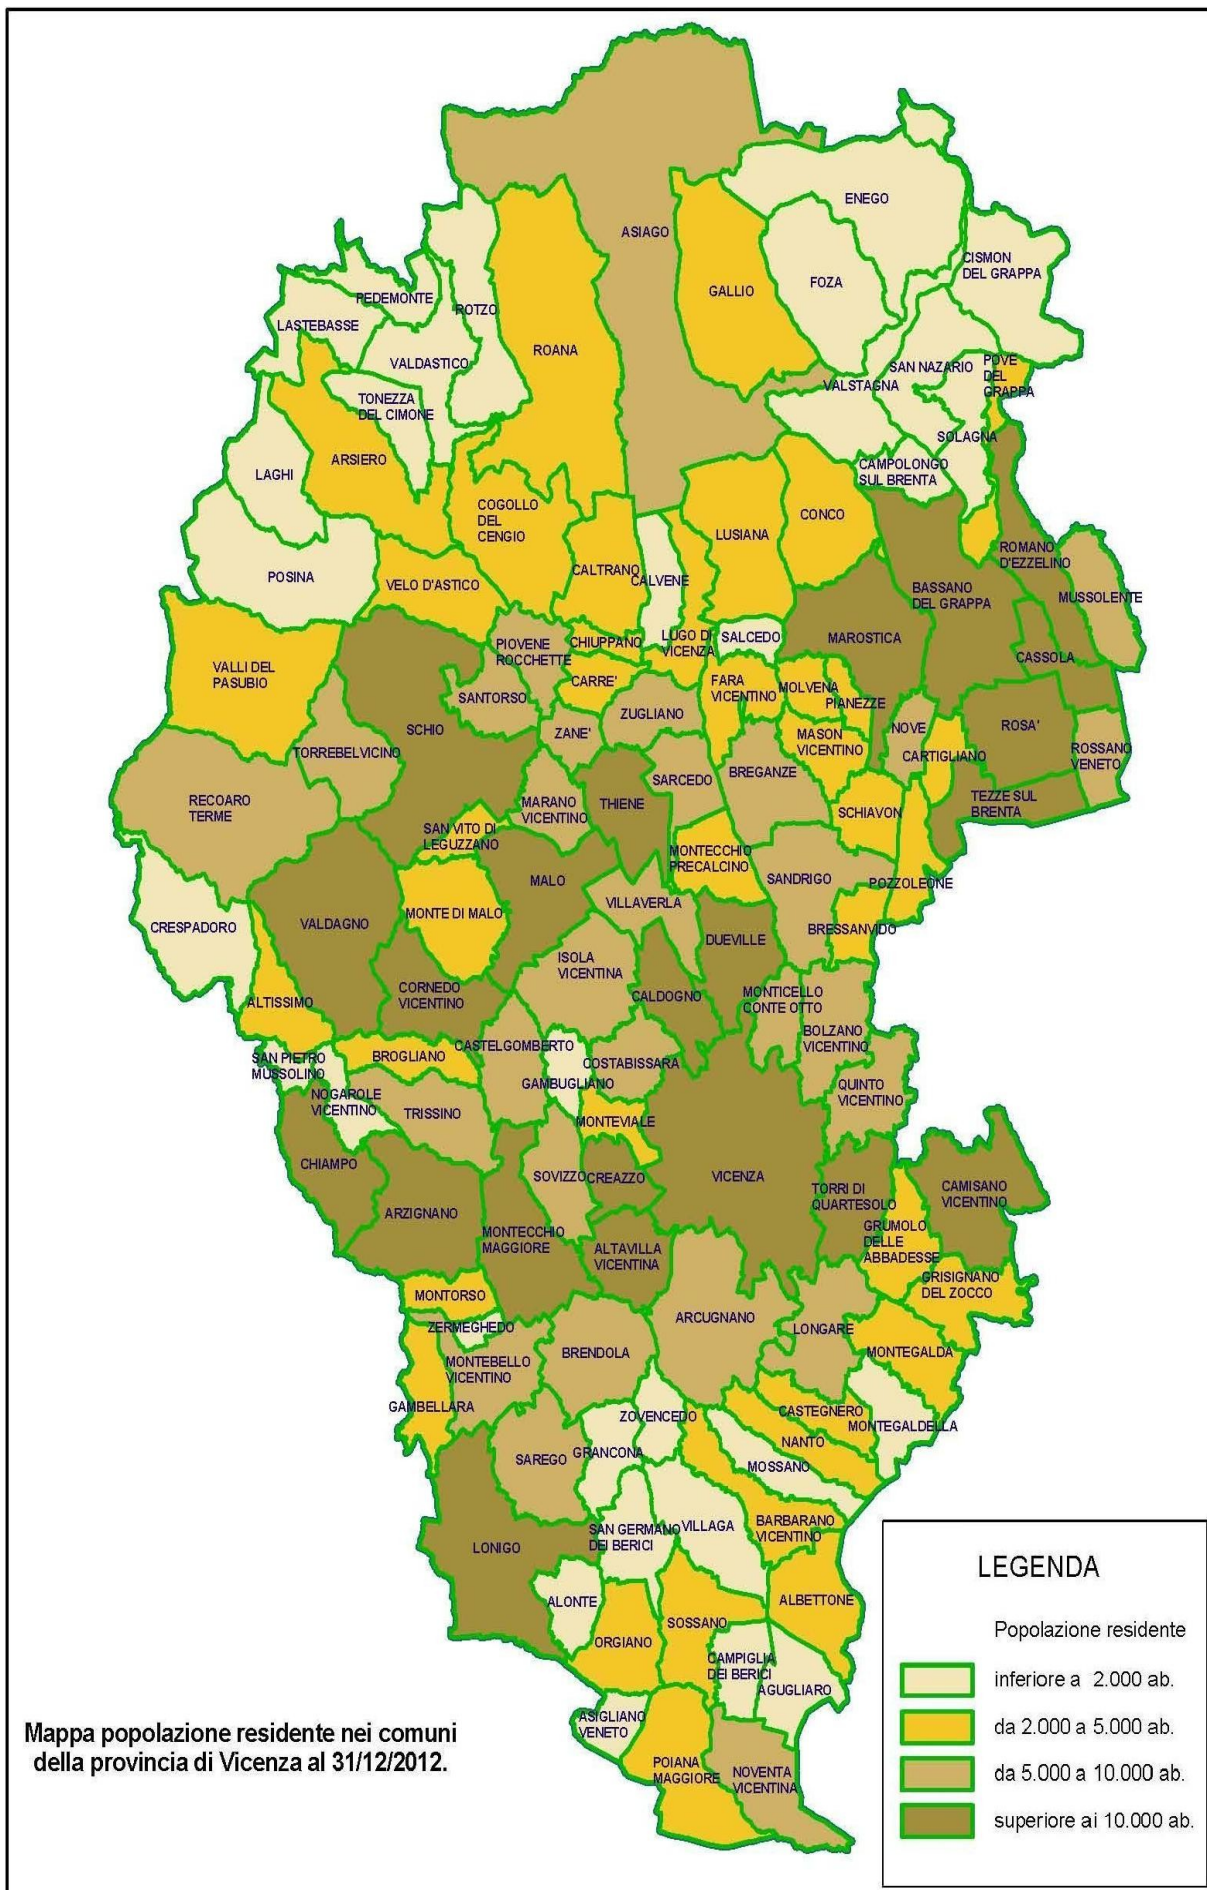 ENEGO
ASIAGO
CISMON
DEL GRAPPA
FOZA
GALLIO
PEDEMONTE
ROTZO
LASTEBASSE
ROANA
VALDASTICO
POVE
DEL
GRAPPA
SAN NAZARIO
VALSTAGNA
TONEZZA
DEL CIMONE
SOLAGNA
ARSIERO
CAMPOLONGO
SUL BRENTA
LAGHI
COGOLLO
DEL
CENGIO
CONCO
LUSIANA
ROMANO
D'EZZELINO
POSINA
VELO D'ASTICO
CALTRANO
CALVENE
BASSANO
DEL GRAPPA
MUSSOLENTE
LUGO DI
VICENZA
SALCEDO
MAROSTICA
PIOVENE
ROCCHETTE
CHIUPPANO
CASSOLA
VALLI DEL
PASUBIO
CARRE'
FARA
VICENTINO
MOLVENA
PIANEZZE
SANTORSO
ZUGLIANO
SCHIO
ZANE'
MASON
VICENTINO
NOVE
ROSA'
TORREBELVICINO
CARTIGLIANO
ROSSANO
VENETO
SARCEDO
BREGANZE
RECOARO
TERME
MARANO
VICENTINO
THIENE
TEZZE SUL
BRENTA
SCHIAVON
SAN VITO DI
LEGUZZANO
MONTECCHIO
PRECALCINO
MALO
SANDRIGO
POZZOLEONE
VILLAVERLA
MONTE DI MALO
VALDAGNO
CRESPADORO
BRESSANVIDO
DUEVILLE
ISOLA
VICENTINA
CORNEDO
VICENTINO
CALDOGNO
MONTICELLO
CONTE OTTO
ALTISSIMO
BOLZANO
VICENTINO
CASTELGOMBERTO
SAN PIETRO
MUSSOLINO
BROGLIANO
COSTABISSARA
GAMBUGLIANO
QUINTO
VICENTINO
NOGAROLE
VICENTINO
TRISSINO
MONTEVIALE
CHIAMPO
SOVIZZO
CREAZZO
VICENZA
TORRI DI
QUARTESOLO
CAMISANO
VICENTINO
ARZIGNANO
MONTECCHIO
MAGGIORE
GRUMOLO
DELLE
ABBADESSE
ALTAVILLA
VICENTINA
GRISIGNANO
DEL ZOCCO
MONTORSO
ARCUGNANO
ZERMEGHEDO
LONGARE
BRENDOLA
MONTEGALDA
MONTEBELLO
VICENTINO
GAMBELLARA
CASTEGNERO
ZOVENCEDO
MONTEGALDELLA
NANTO
GRANCONA
SAREGO
MOSSANO
BARBARANO
VICENTINO
SAN GERMANO
DEI BERICI
VILLAGA
LONIGO
ALONTE
ALBETTONE
SOSSANO
ORGIANO
CAMPIGLIA
DEI BERICI
AGUGLIARO
ASIGLIANO
VENETO
POIANA
MAGGIORE
NOVENTA
VICENTINA
Mappa popolazione residente nei comuni
della provincia di Vicenza al 31/12/2012.
LEGENDA
Popolazione residente
inferiore a 2.000 ab.
da 2.000 a 5.000 ab.
da 5.000 a 10.000 ab.
superiore ai 10.000 ab.